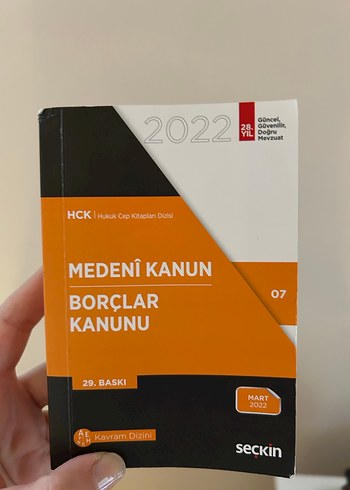 2022
28.
YIL
Güncel,
Güvenilir,
Doğru
Mevzuat
HCK | Hukuk Cep Kitapları Dizisi
MEDENÎ KANUN
BORÇLAR
KANUNU
07
29. BASKI
MART
2022
Kavram Dizini
seçkin